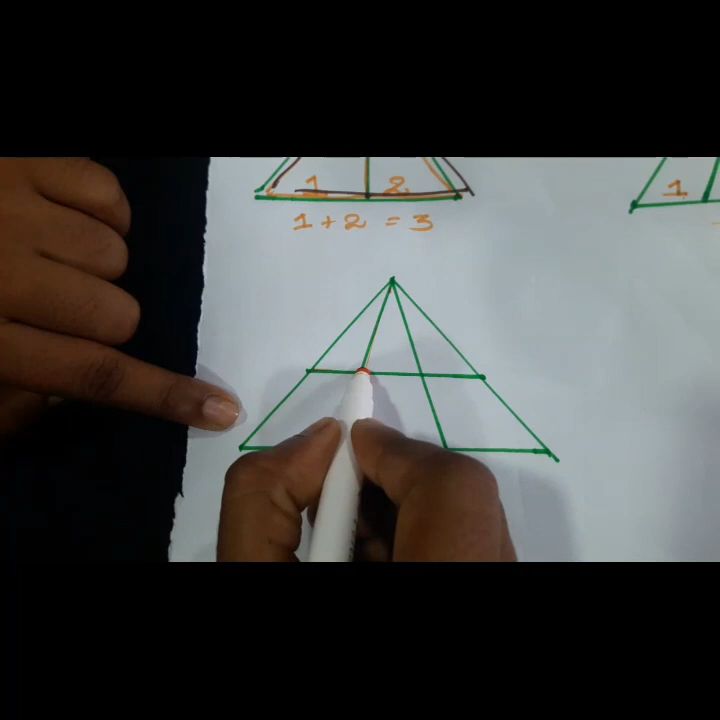 1 2 1
1 + 2 = 3